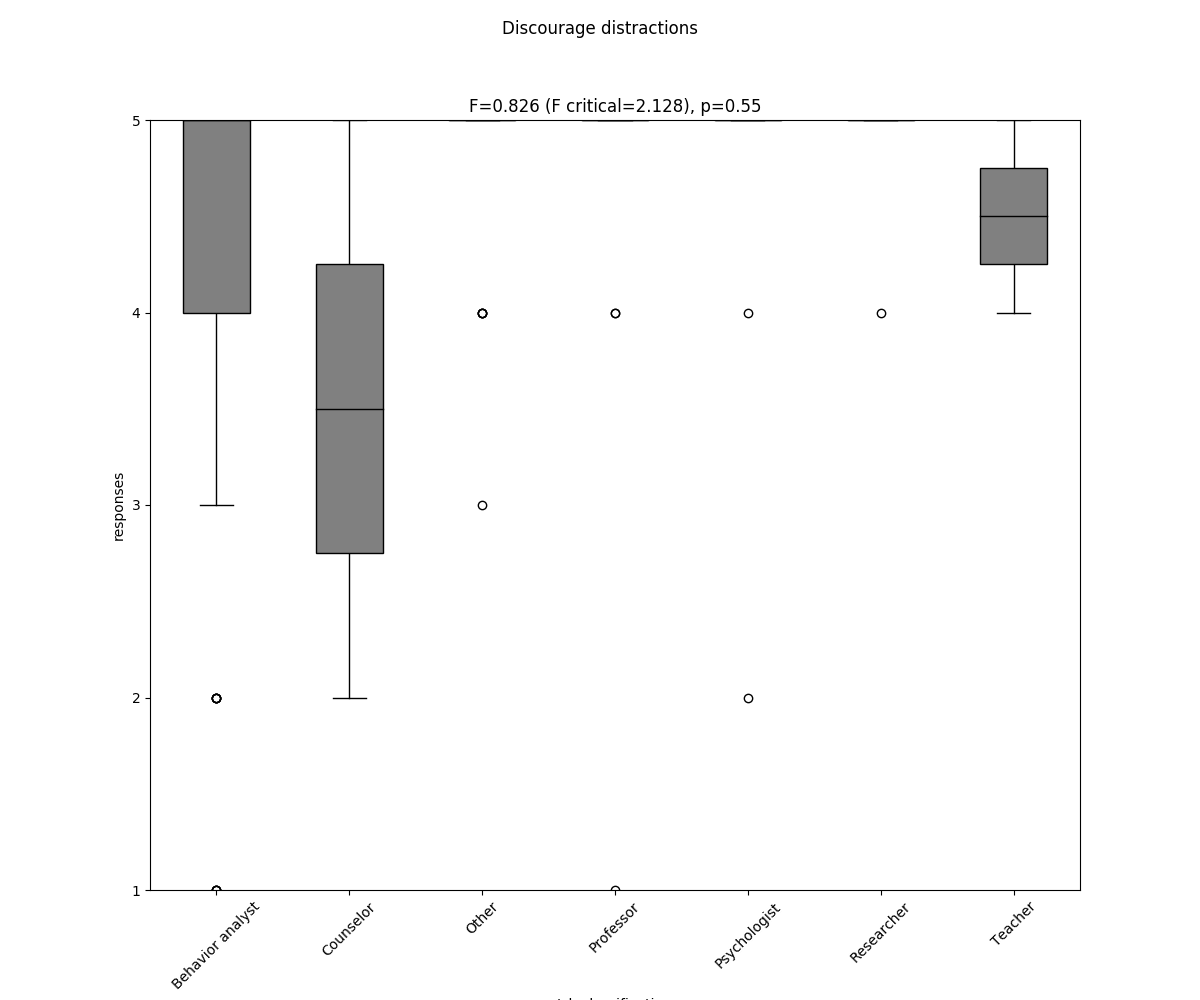 Discourage distractions
F=0.826 (F critical=2.128), p=0.55
5
4
3
2
1
responses
Behavior analyst
Counselor
Other
Professor
Psychologist
Researcher
Teacher